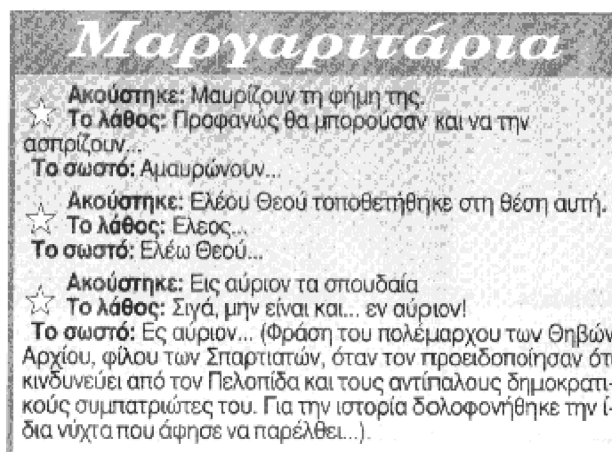 Μαργαριτάρια
Ακούστηκε: Μαυρίζουν τη φήμη της.
Το λάθος: Προφανώς θα μπορούσαν και να την
ασπρίζουν...
Το σωστό: Αμαυρώνουν...
Ακούστηκε: Ελέου Θεού τοποθετήθηκε στη θέση αυτή.
Το λάθος: Ελεος...
Το σωστό: Ελέω Θεού...
Ακούστηκε: Εις αύριον τα σπουδαία
Το λάθος: Σιγά, μην είναι και... εν αύριον!
Το σωστό: Ες αύριον... (Φράση του πολέμαρχου των Θηβών
Αρχίου, φίλου των Σπαρτιατών, όταν τον προειδοποίησαν ότ
κινδυνεύει από τον Πελοπίδα και τους αντίπαλους δημοκρατι-
κούς συμπατριώτες του. Για την ιστορία δολοφονήθηκε την ί-
δια νύχτα που άφησε να παρέλθει...).